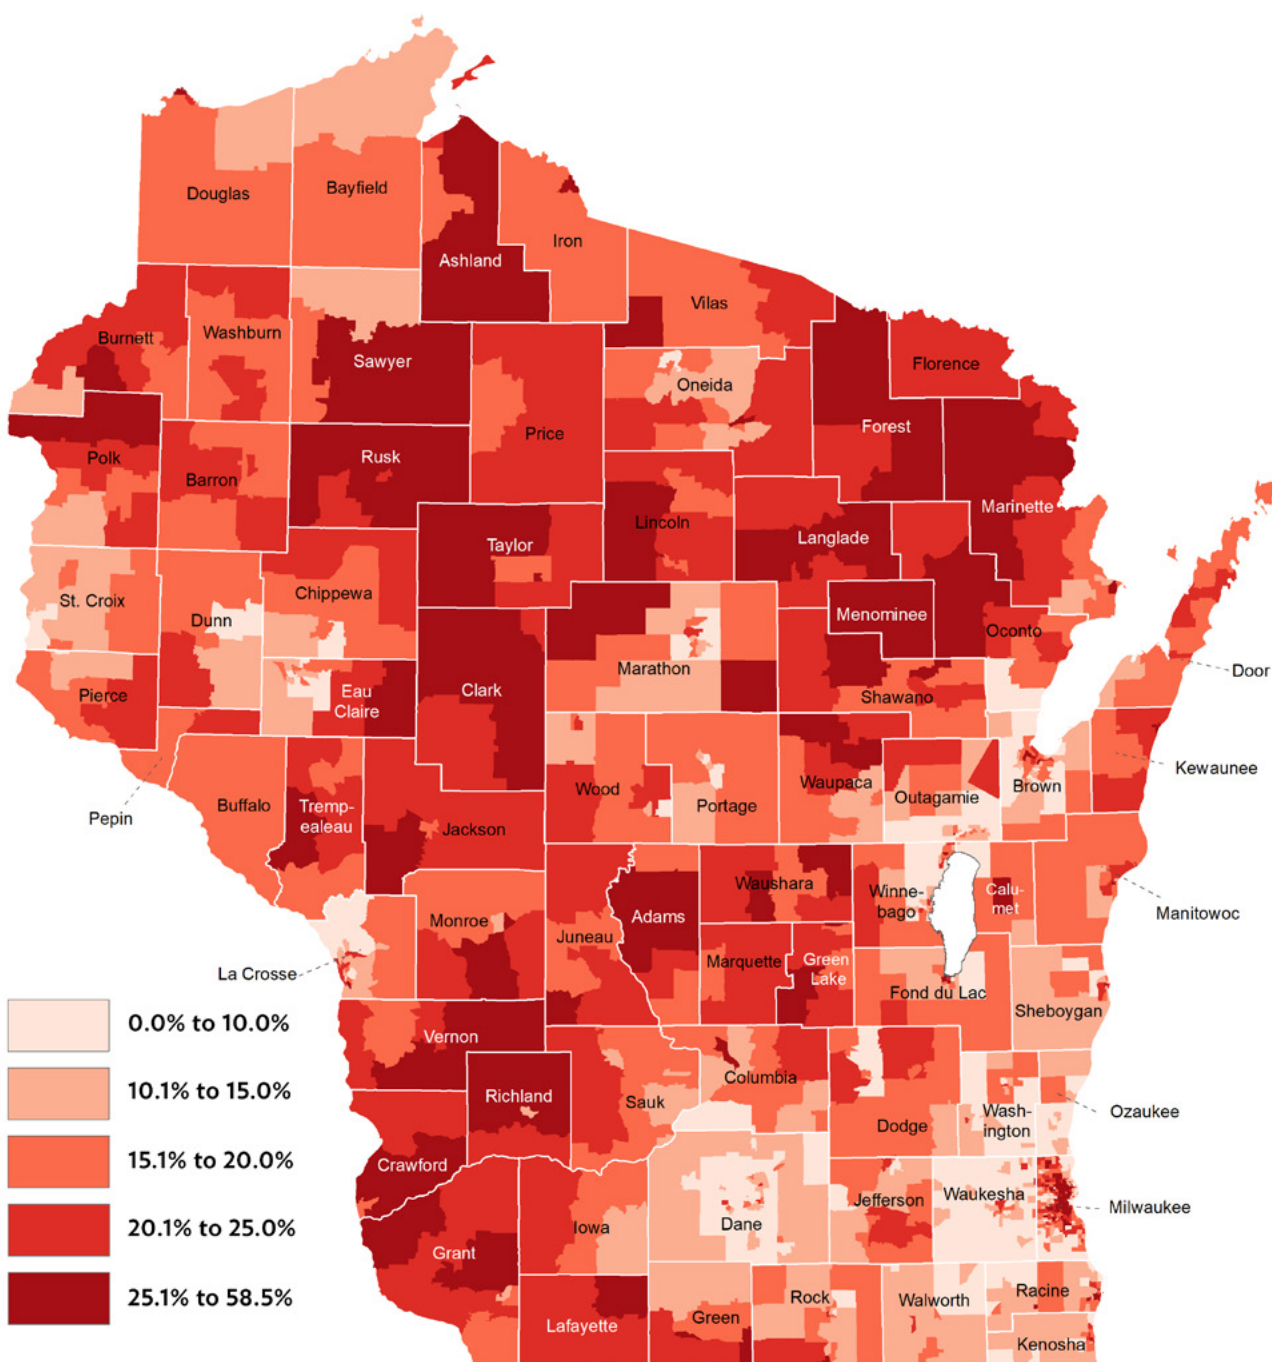 Douglas
Bayfield
Iron
Ashland
Vilas
Burnett
Washburn
Sawyer
Florence
Oneida
Price
Forest
Rusk
Polk
Barron
Marinette
Lincoln
Taylor
Langlade
St. Croix
Chippewa
Dunn
Menominee
Oconto
Marathon
Door
Pierce
Eau
Claire
Clark
Shawano
Kewaunee
Pepin
Buffalo
Tremp-
ealeau
Wood
Portage
Waupaca
Outagamie
Brown
Jackson
Waushara
Winne-
bago
Calu-
met
Manitowoc
Adams
Monroe
Juneau
Marquette
Green
Lake
La Crosse
Fond du Lac
Sheboygan
0.0% to 10.0%
Vernon
10.1% to 15.0%
Richland
Sauk
Columbia
Dodge
Wash-
ington
Ozaukee
15.1% to 20.0%
Crawford
Jefferson
Waukesha
Milwaukee
20.1% to 25.0%
Grant
Iowa
Dane
25.1% to 58.5%
Lafayette
Green
Rock
Walworth
Racine
Kenosha